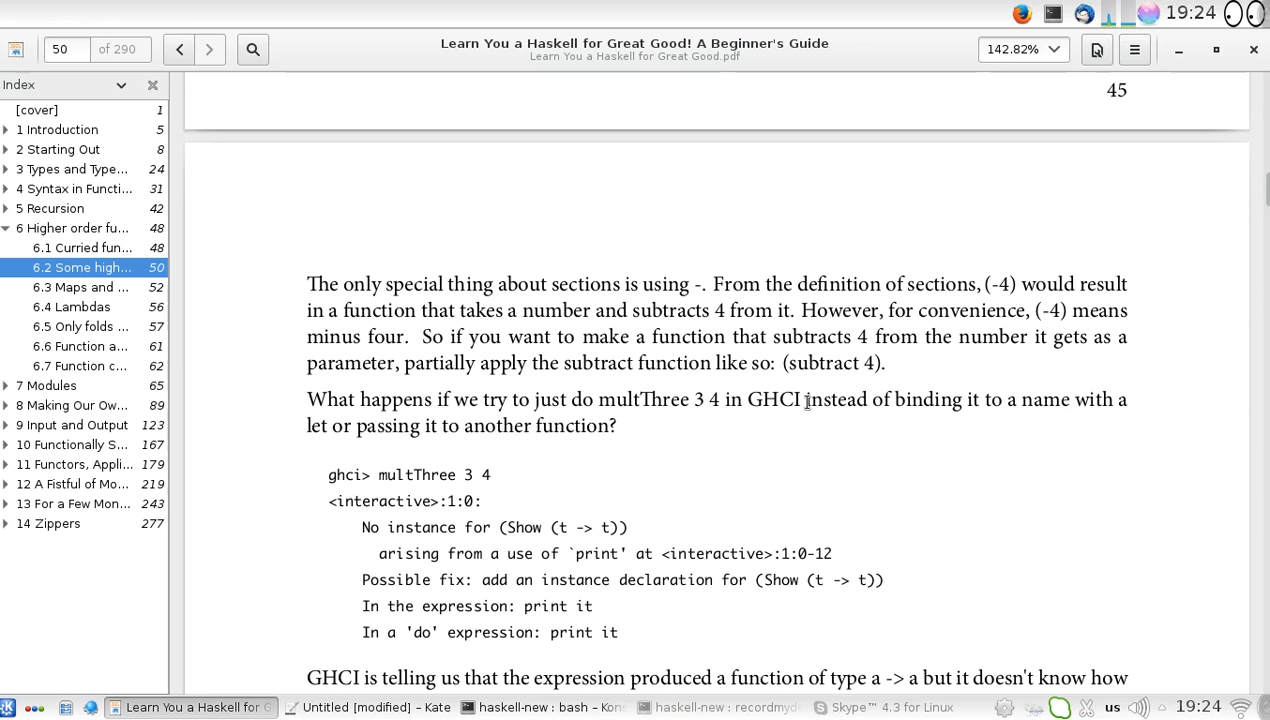 19:24
50
of 290
Learn You a Haskell for Great Good! A Beginner's Guide
Learn You a Haskell for Great Good.pdf
142.82%
Index
[cover] 1
1 Introduction 5
2 Starting Out 8
3 Types and Type... 24
4 Syntax in Functi... 31
5 Recursion 42
6 Higher order fu... 48
6.1 Curried fun... 48
6.2 Some high... 50
6.3 Maps and ... 52
6.4 Lambdas 56
6.5 Only folds ... 57
6.6 Function a... 61
6.7 Function c... 63
7 Modules 65
8 Making Our Ow... 89
9 Input and Output 123
10 Functionally S... 167
11 Functors, Appli... 179
12 A Fistful of Mo... 219
13 For a Few Mon... 243
14 Zippers 277
45
The only special thing about sections is using -. From the definition of sections, (-4) would result
in a function that takes a number and subtracts 4 from it. However, for convenience, (-4) means
minus four. So if you want to make a function that subtracts 4 from the number it gets as a
parameter, partially apply the subtract function like so: (subtract 4).
What happens if we try to just do multThree 3 4 in GHCI instead of binding it to a name with a
let or passing it to another function?
ghci> multThree 3 4
<interactive>:1:0:
No instance for (Show (t -> t))
arising from a use of `print' at <interactive>:1:0-12
Possible fix: add an instance declaration for (Show (t -> t))
In the expression: print it
In a 'do' expression: print it
GHCI is telling us that the expression produced a function of type a -> a but it doesn't know how
Learn You a Haskell for Great G
Untitled [modified] – Kate
haskell-new : bash – Kons
haskell-new : recordmyde
Skype™ 4.3 for Linux
us
19:24